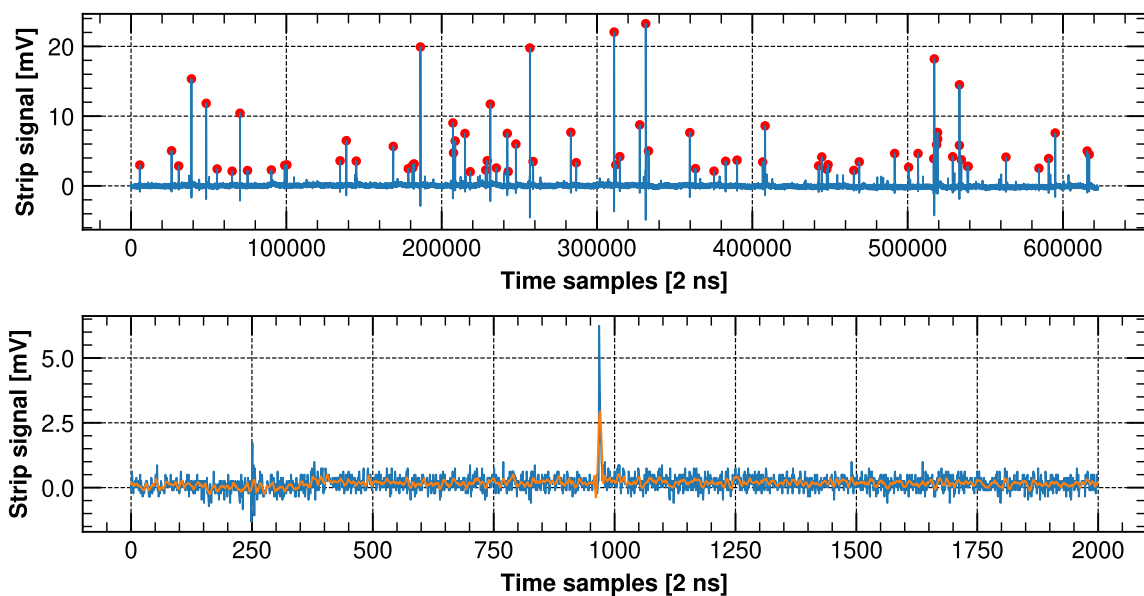 Strip signal [mV]
20
10
0
0 100000 200000 300000 400000 500000 600000
Time samples [2 ns]
Strip signal [mV]
5.0
2.5
0.0
0 250 500 750 1000 1250 1500 1750 2000
Time samples [2 ns]